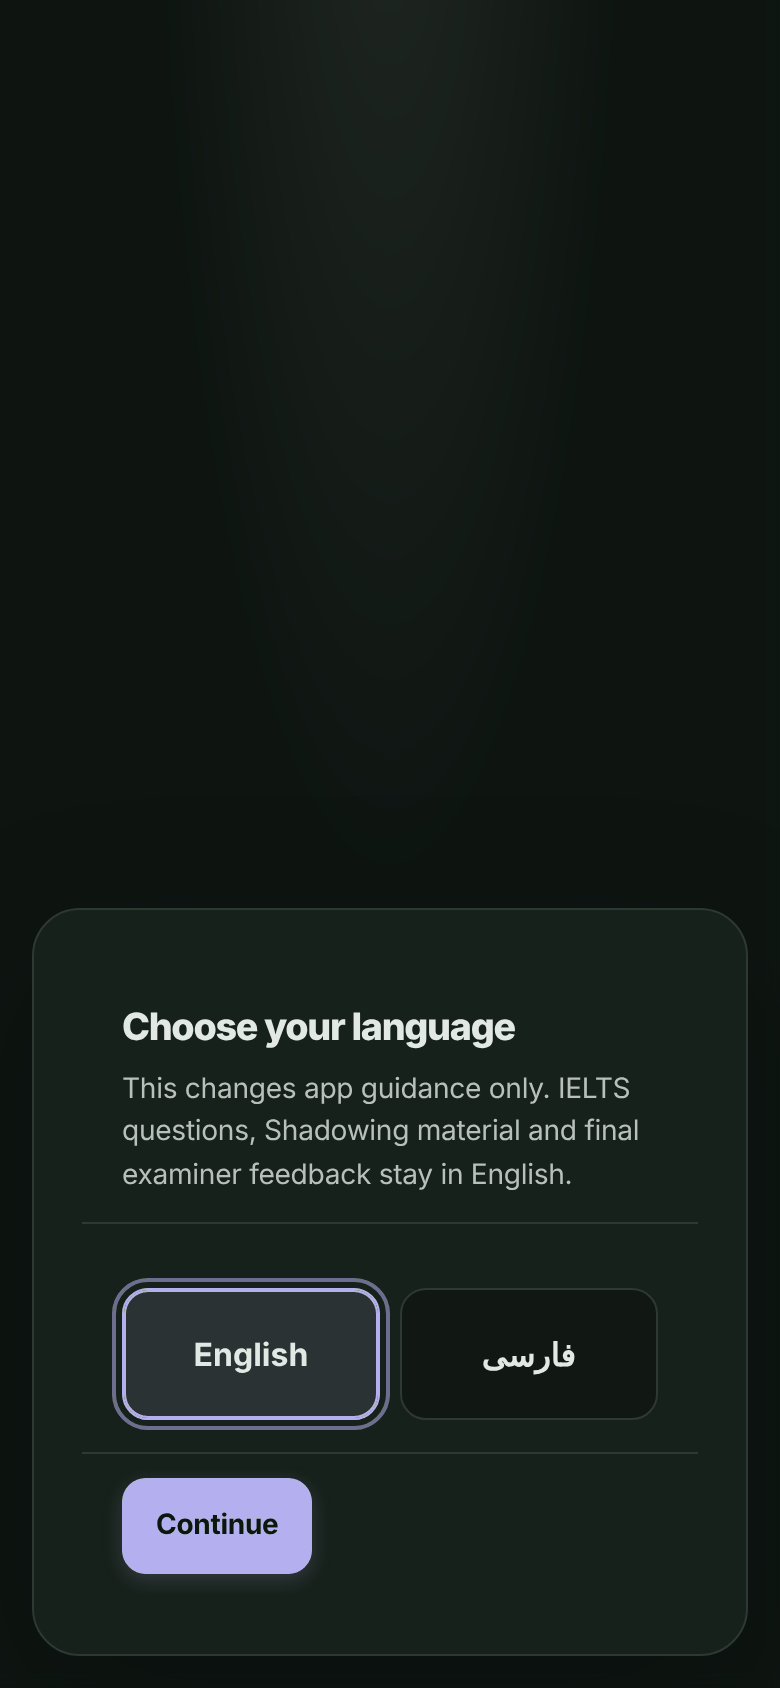 Choose your language
This changes app guidance only. IELTS
questions, Shadowing material and final
examiner feedback stay in English.
English
فارسی
Continue